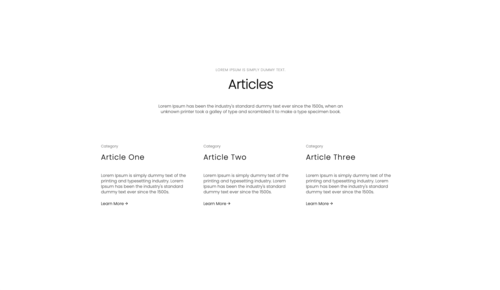 Lorem Ipsum is simply dummy text.
Articles
Lorem Ipsum has been the industry's standard dummy text ever since the 1500s, when an
unknown printer took a galley of type and scrambled it to make a type specimen book.
Category
Article One
Lorem Ipsum is simply dummy text of the
printing and typesetting industry. Lorem
Ipsum has been the industry's standard
dummy text ever since the 1500s.
Learn More →
Category
Article Two
Lorem Ipsum is simply dummy text of the
printing and typesetting industry. Lorem
Ipsum has been the industry's standard
dummy text ever since the 1500s.
Learn More →
Category
Article Three
Lorem Ipsum is simply dummy text of the
printing and typesetting industry. Lorem
Ipsum has been the industry's standard
dummy text ever since the 1500s.
Learn More →